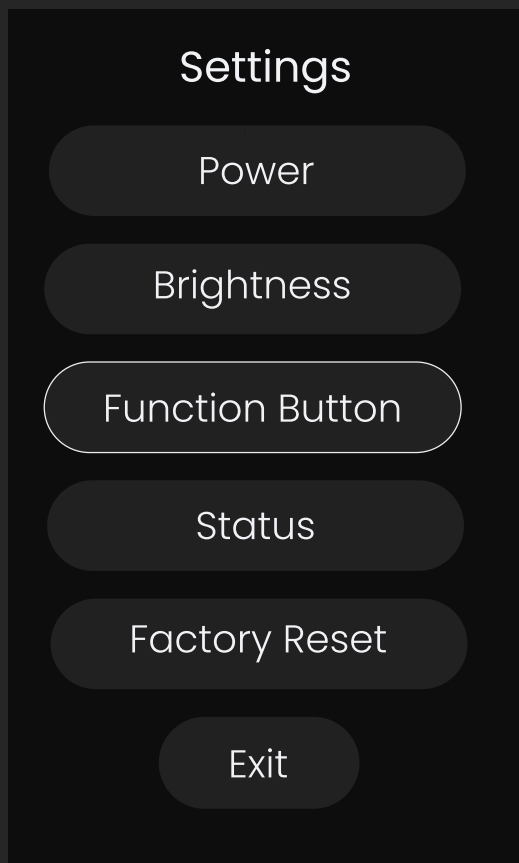 Settings
Power
Brightness
Function Button
Status
Factory Reset
Exit